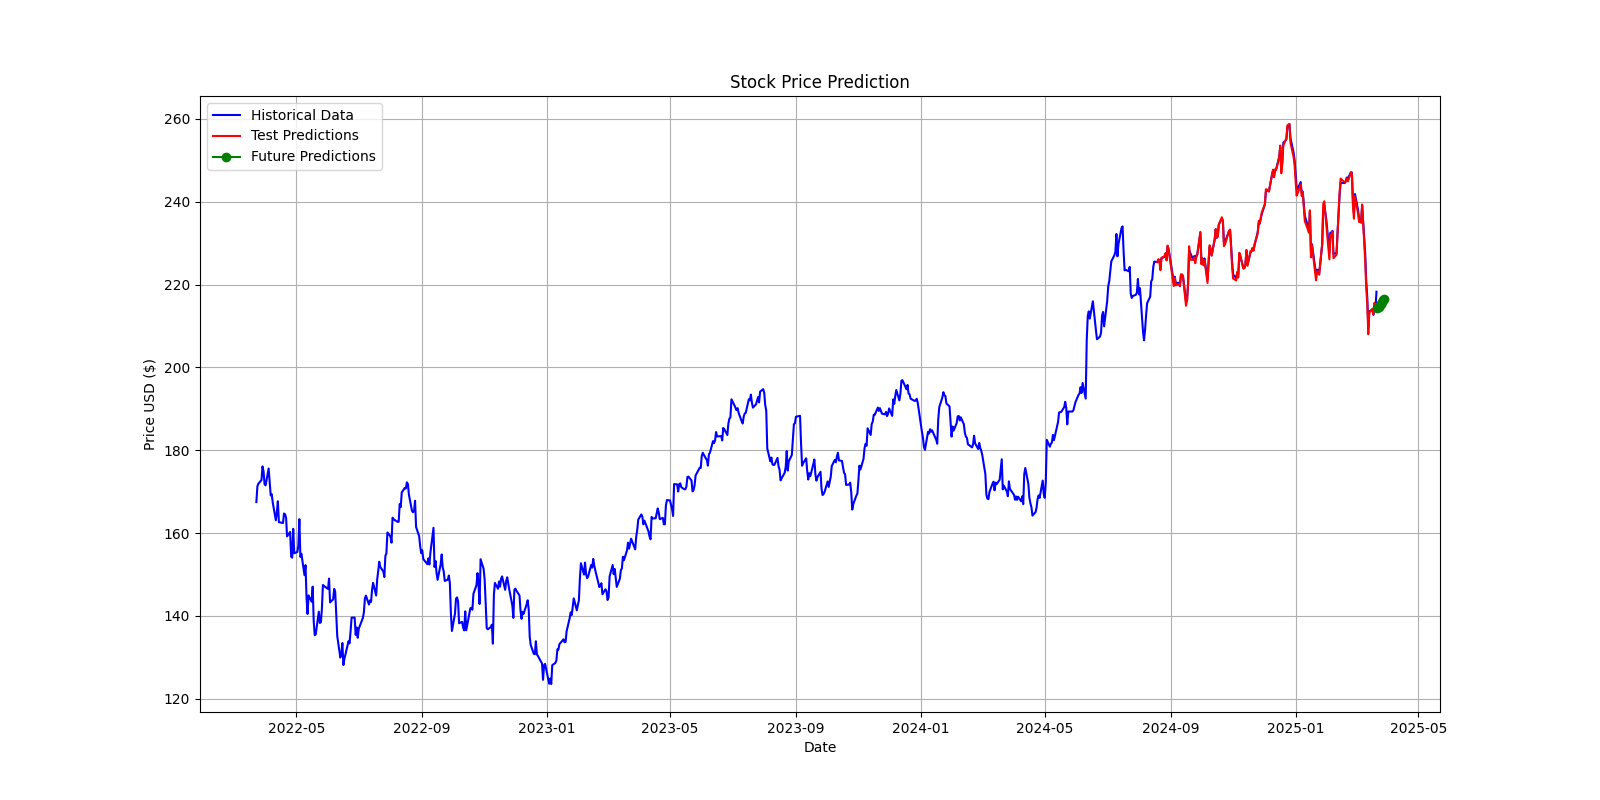 Stock Price Prediction
Historical Data
Test Predictions
Future Predictions
260
240
220
200
180
160
140
120
Price USD ($)
2022-05 2022-09 2023-01 2023-05 2023-09 2024-01 2024-05 2024-09 2025-01 2025-05
Date